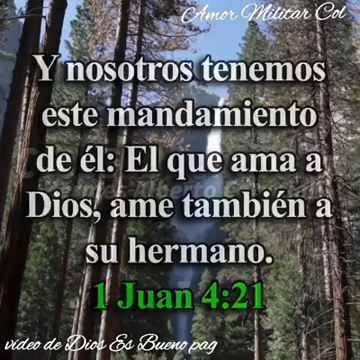 Amor Militar Col
Y nosotros tenemos
este mandamiento
de él: El que ama a
Dios, ame también a
su hermano.
1 Juan 4:21
video de Dios Es Bueno pag